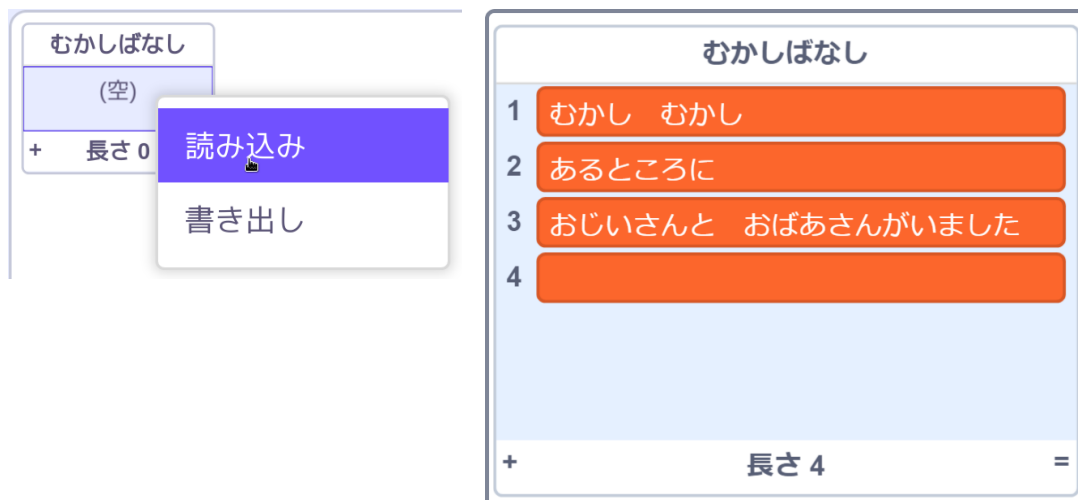 むかしばなし
(空)
+ 長さ 0
読み込み
書き出し
むかしばなし
1 むかし　むかし
2 あるところに
3 おじいさんと　おばあさんがいました
4
+ 長さ 4 =